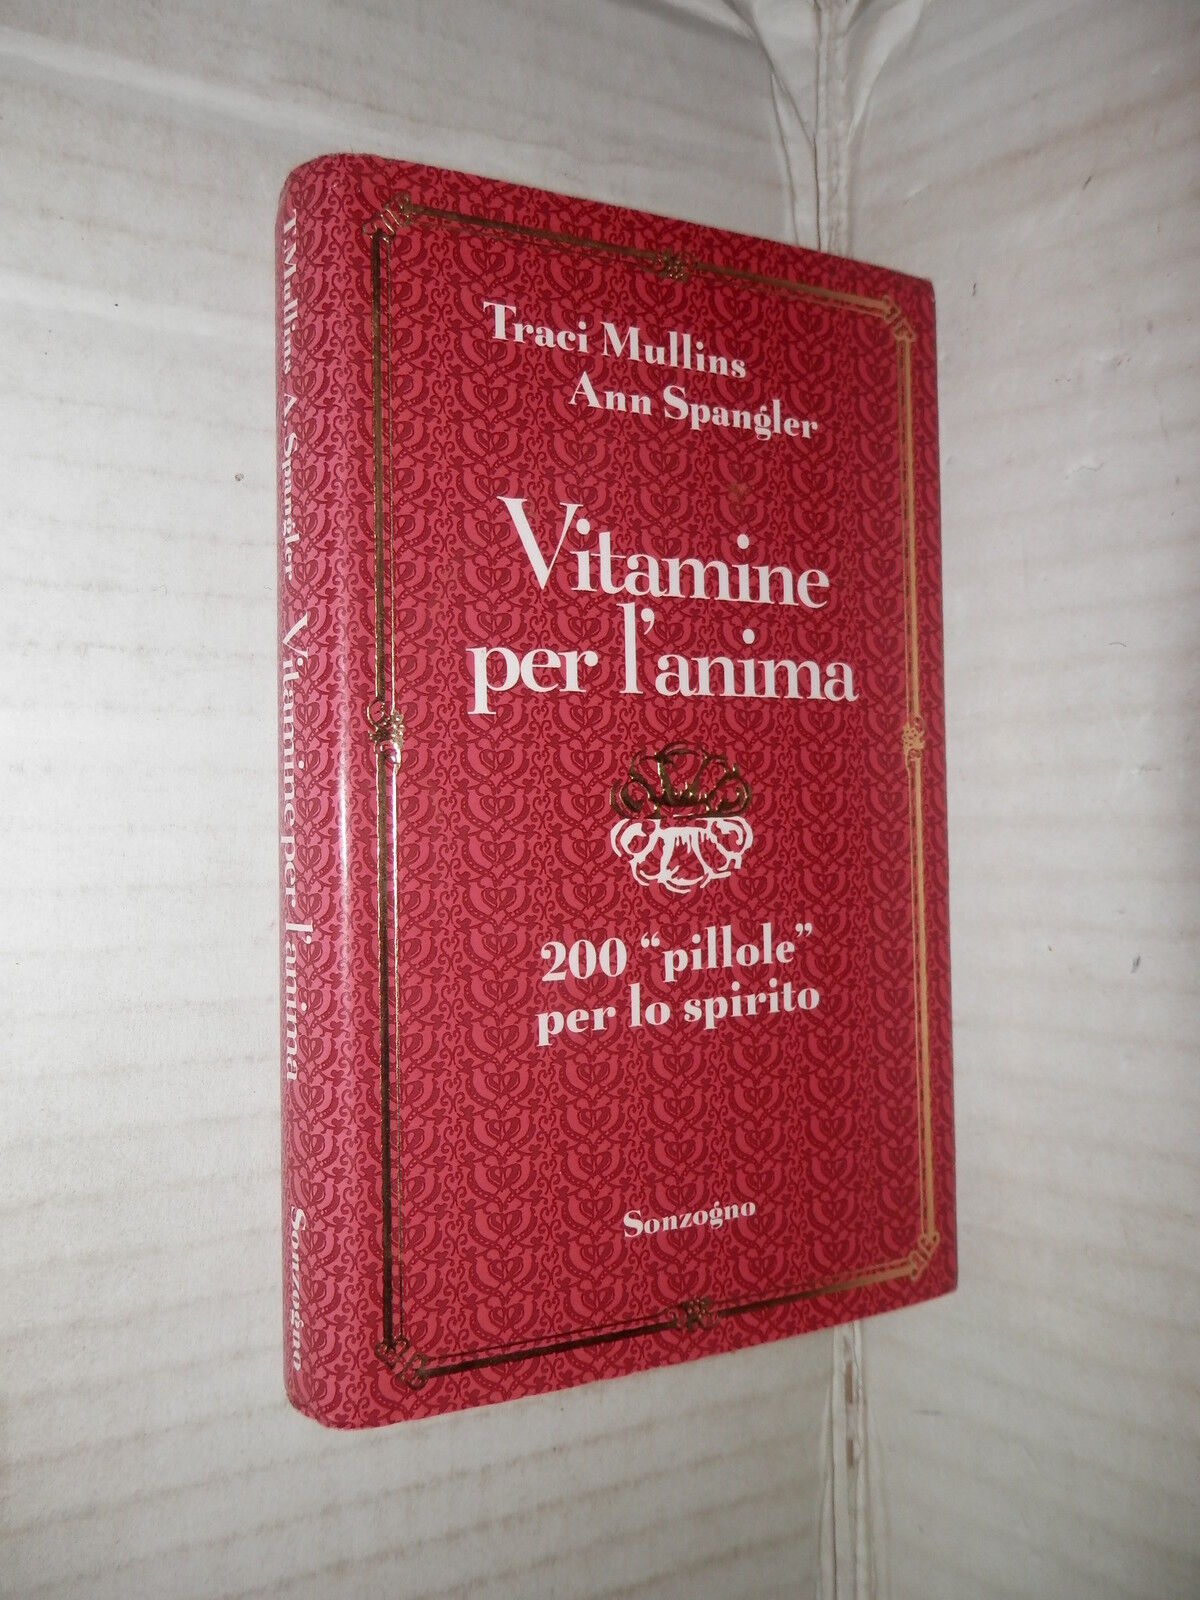 Traci Mullins
Ann Spangler
Vitamine
per l'anima
200 “pillole”
per lo spirito
Sonzogno
T. Mullins A. Spangler Vitamine per l'anima Sonzogno